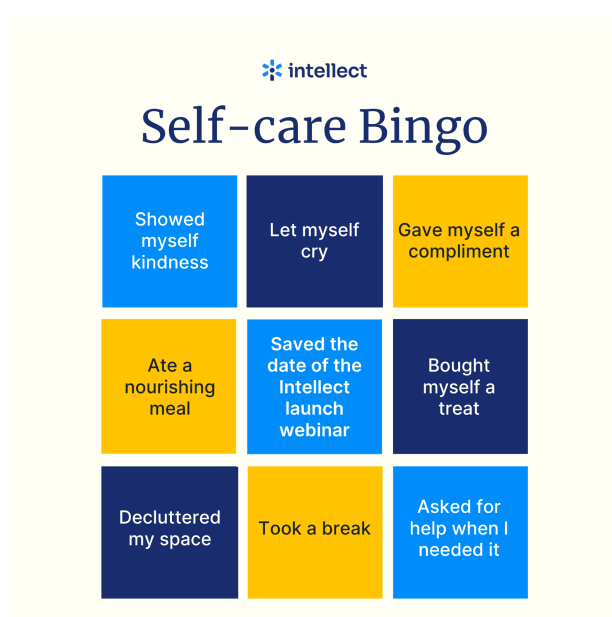 intellect
Self-care Bingo
Showed
myself
kindness
Let myself
cry
Gave myself a
compliment
Ate a
nourishing
meal
Saved the
date of the
Intellect
launch
webinar
Bought
myself a
treat
Decluttered
my space
Took a break
Asked for
help when I
needed it